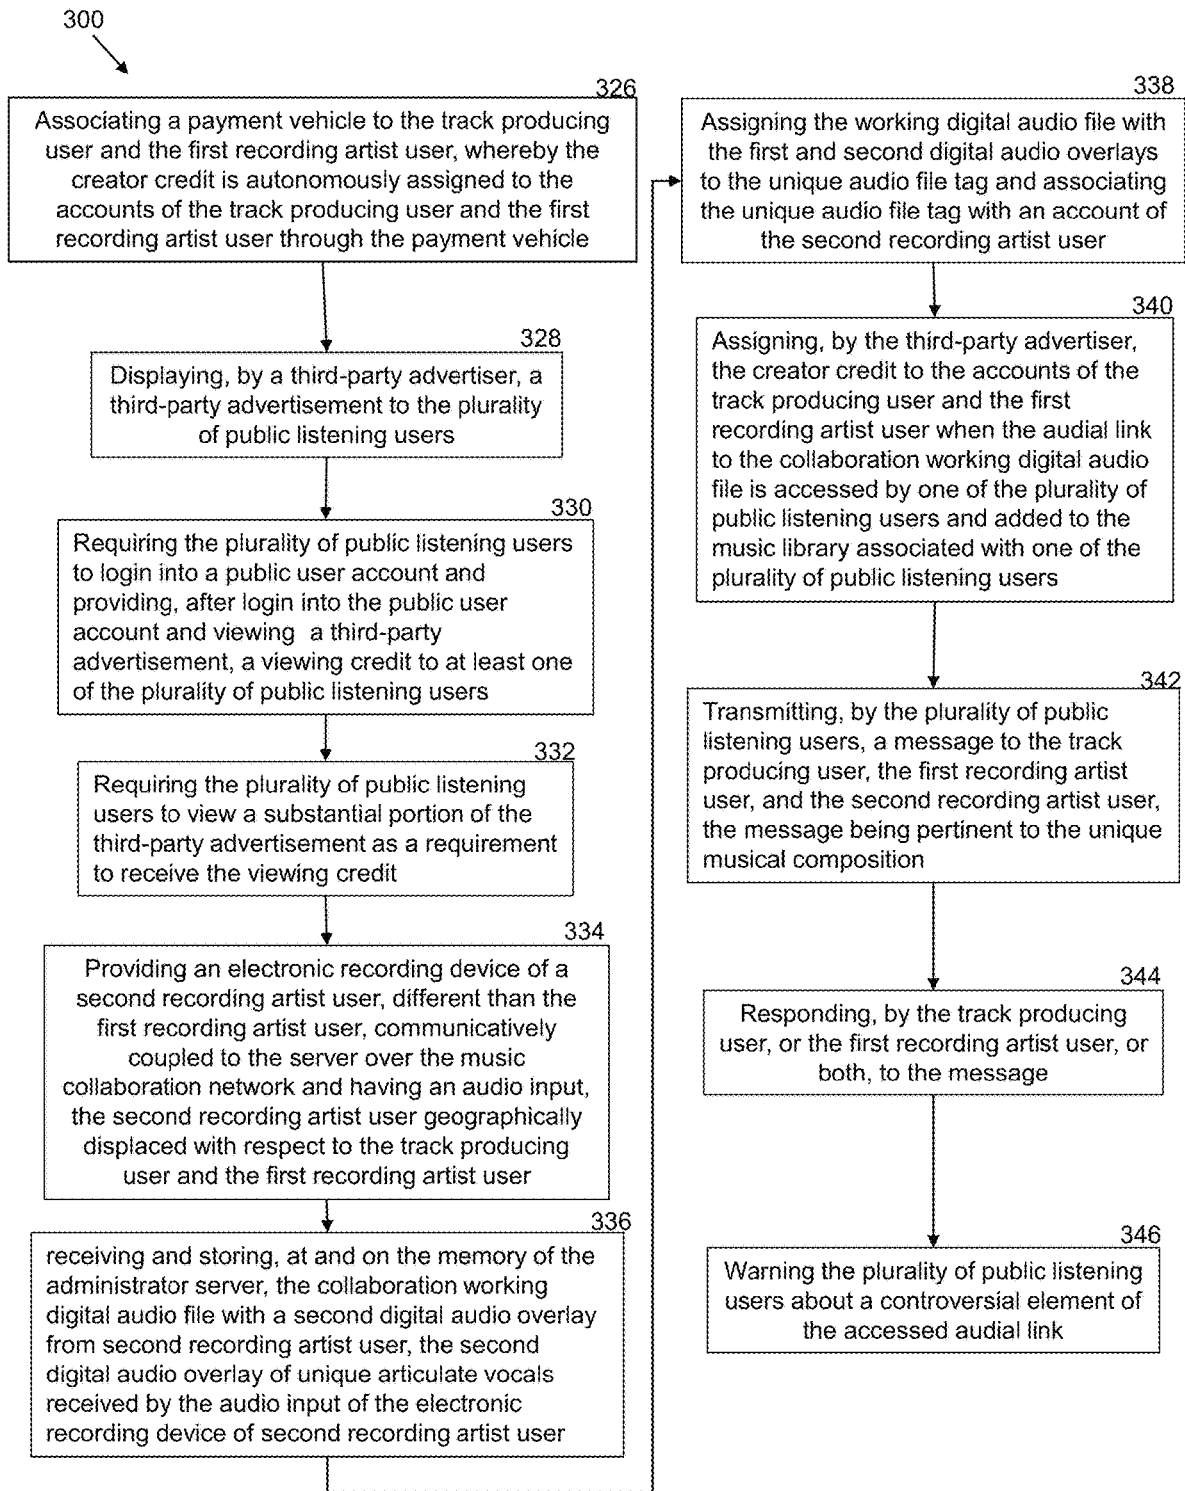 300
326
Associating a payment vehicle to the track producing
user and the first recording artist user, whereby the
creator credit is autonomously assigned to the
accounts of the track producing user and the first
recording artist user through the payment vehicle
328
Displaying, by a third-party advertiser, a
third-party advertisement to the plurality
of public listening users
330
Requiring the plurality of public listening users
to login into a public user account and
providing, after login into the public user
account and viewing a third-party
advertisement, a viewing credit to at least one
of the plurality of public listening users
332
Requiring the plurality of public listening
users to view a substantial portion of the
third-party advertisement as a requirement
to receive the viewing credit
334
Providing an electronic recording device of a
second recording artist user, different than the
first recording artist user, communicatively
coupled to the server over the music
collaboration network and having an audio input,
the second recording artist user geographically
displaced with respect to the track producing
user and the first recording artist user
336
receiving and storing, at and on the memory of the
administrator server, the collaboration working
digital audio file with a second digital audio overlay
from second recording artist user, the second
digital audio overlay of unique articulate vocals
received by the audio input of the electronic
recording device of second recording artist user
338
Assigning the working digital audio file with
the first and second digital audio overlays
to the unique audio file tag and associating
the unique audio file tag with an account of
the second recording artist user
340
Assigning, by the third-party advertiser,
the creator credit to the accounts of the
track producing user and the first
recording artist user when the audial link
to the collaboration working digital audio
file is accessed by one of the plurality of
public listening users and added to the
music library associated with one of the
plurality of public listening users
342
Transmitting, by the plurality of public
listening users, a message to the track
producing user, the first recording artist
user, and the second recording artist user,
the message being pertinent to the unique
musical composition
344
Responding, by the track producing
user, or the first recording artist user, or
both, to the message
346
Warning the plurality of public listening
users about a controversial element of
the accessed audial link